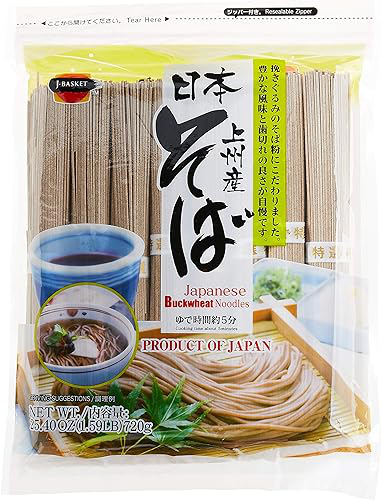 ジッパー付き。Resealable Zipper
ここから開けてください。Tear Here
J-BASKET
日本
上州産
そば
挽きぐるみのそば粉にこだわりました。
豊かな風味と歯切れの良さが自慢です。
Japanese
Buckwheat Noodles
ゆで時間約5分
Cooking time about 5minutes
PRODUCT OF JAPAN
SERVING SUGGESTIONS / 調理例
NET WT./内容量:
25.40 OZ (1.59LB) 720g
特選